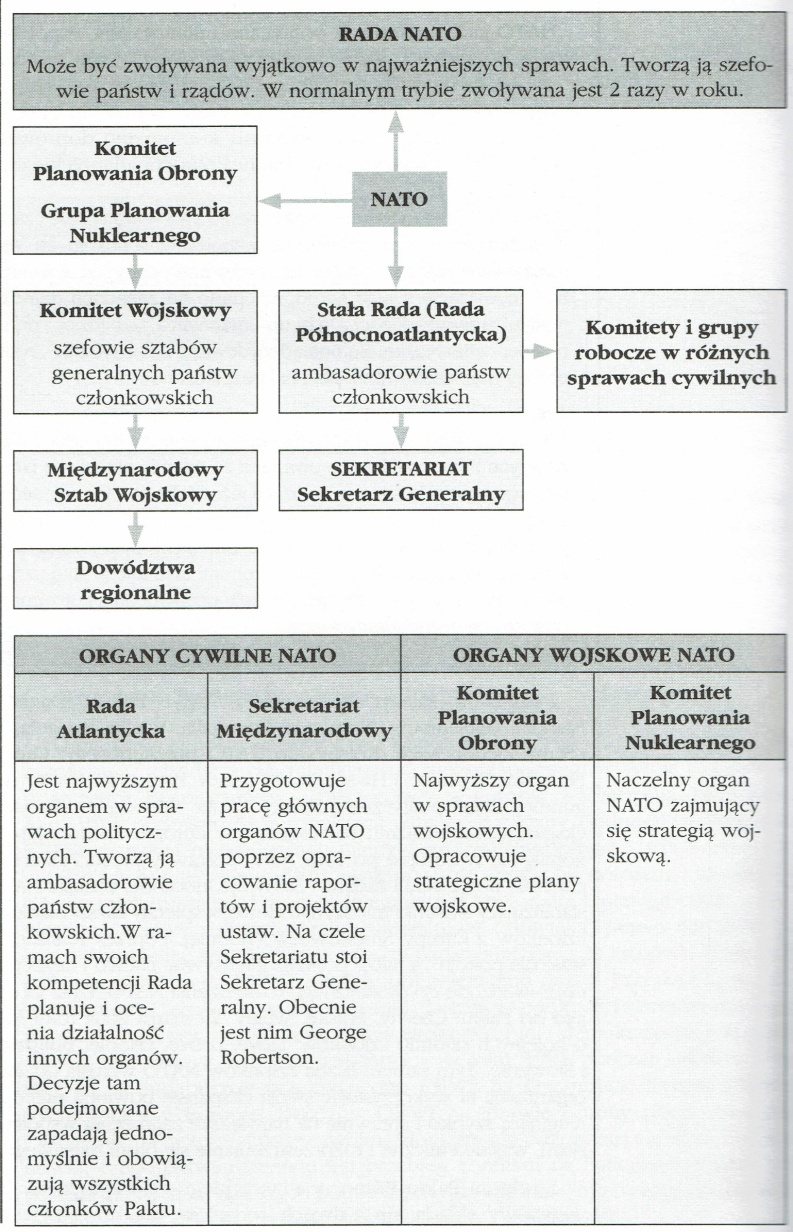 RADA NATO
Może być zwoływana wyjątkowo w najważniejszych sprawach. Tworzą ją szefo-
wie państw i rządów. W normalnym trybie zwoływana jest 2 razy w roku.
Komitet
Planowania Obrony
Grupa Planowania
Nuklearnego
NATO
Komitet Wojskowy
szefowie sztabów
generalnych państw
członkowskich
Stała Rada (Rada
Północnoatlantycka)
ambasadorowie państw
członkowskich
Komitety i grupy
robocze w różnych
sprawach cywilnych
Międzynarodowy
Sztab Wojskowy
SEKRETARIAT
Sekretarz Generalny
Dowództwa
regionalne
ORGANY CYWILNE NATO
ORGANY WOJSKOWE NATO
Rada
Atlantycka
Sekretariat
Międzynarodowy
Komitet
Planowania
Obrony
Komitet
Planowania
Nuklearnego
Jest najwyższym
organem w spra-
wach politycz-
nych. Tworzą ją
ambasadorowie
państw człon-
kowskich.W ra-
mach swoich
kompetencji Rada
planuje i oce-
nia działalność
innych organów.
Decyzje tam
podejmowane
zapadają jedno-
myślnie i obowią-
zują wszystkich
członków Paktu.
Przygotowuje
pracę głównych
organów NATO
poprzez opra-
cowanie rapor-
tów i projektów
ustaw. Na czele
Sekretariatu stoi
Sekretarz Gene-
ralny. Obecnie
jest nim George
Robertson.
Najwyższy organ
w sprawach
wojskowych.
Opracowuje
strategiczne plany
wojskowe.
Naczelny organ
NATO zajmujący
się strategią woj-
skową.